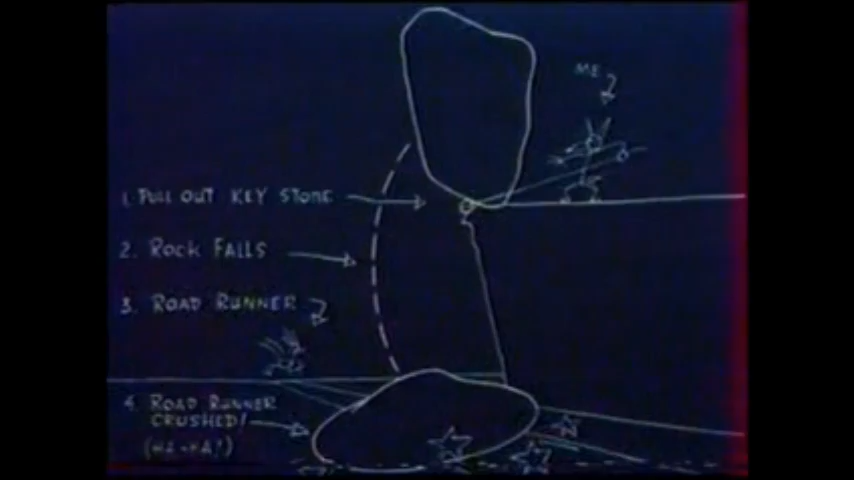 ME
1. PULL OUT KEY STONE
2. ROCK FALLS
3. ROAD RUNNER
4. ROAD RUNNER
CRUSHED!
(HA-HA!)